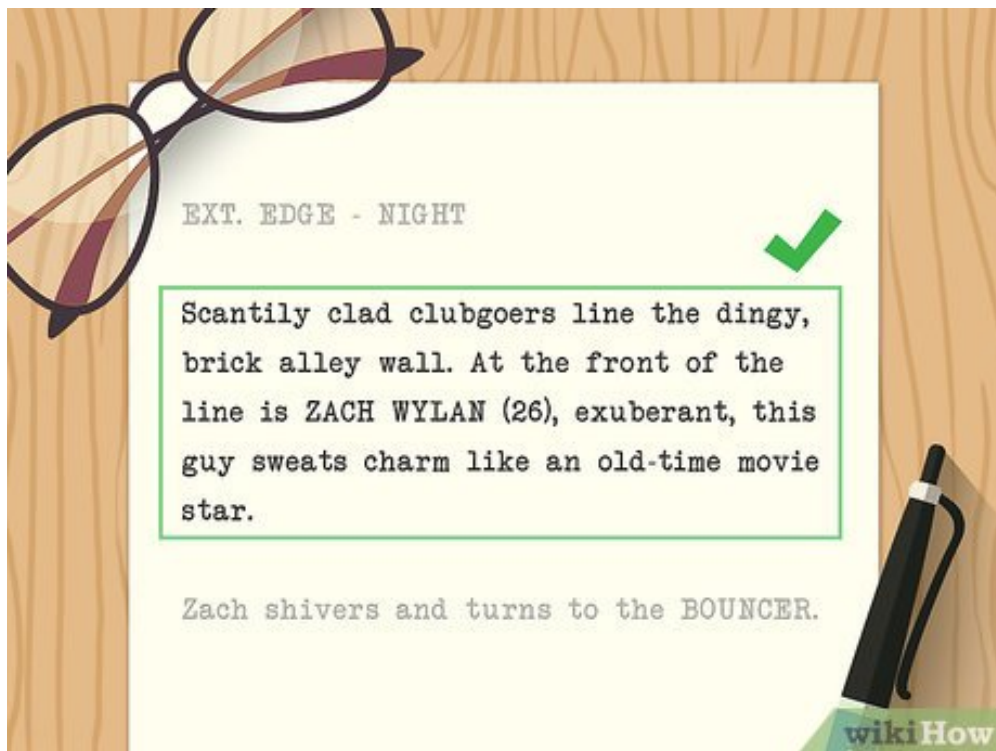 EXT. EDGE - NIGHT
Scantily clad clubgoers line the dingy,
brick alley wall. At the front of the
line is ZACH WYLAN (26), exuberant, this
guy sweats charm like an old-time movie
star.
Zach shivers and turns to the BOUNCER.
wikiHow